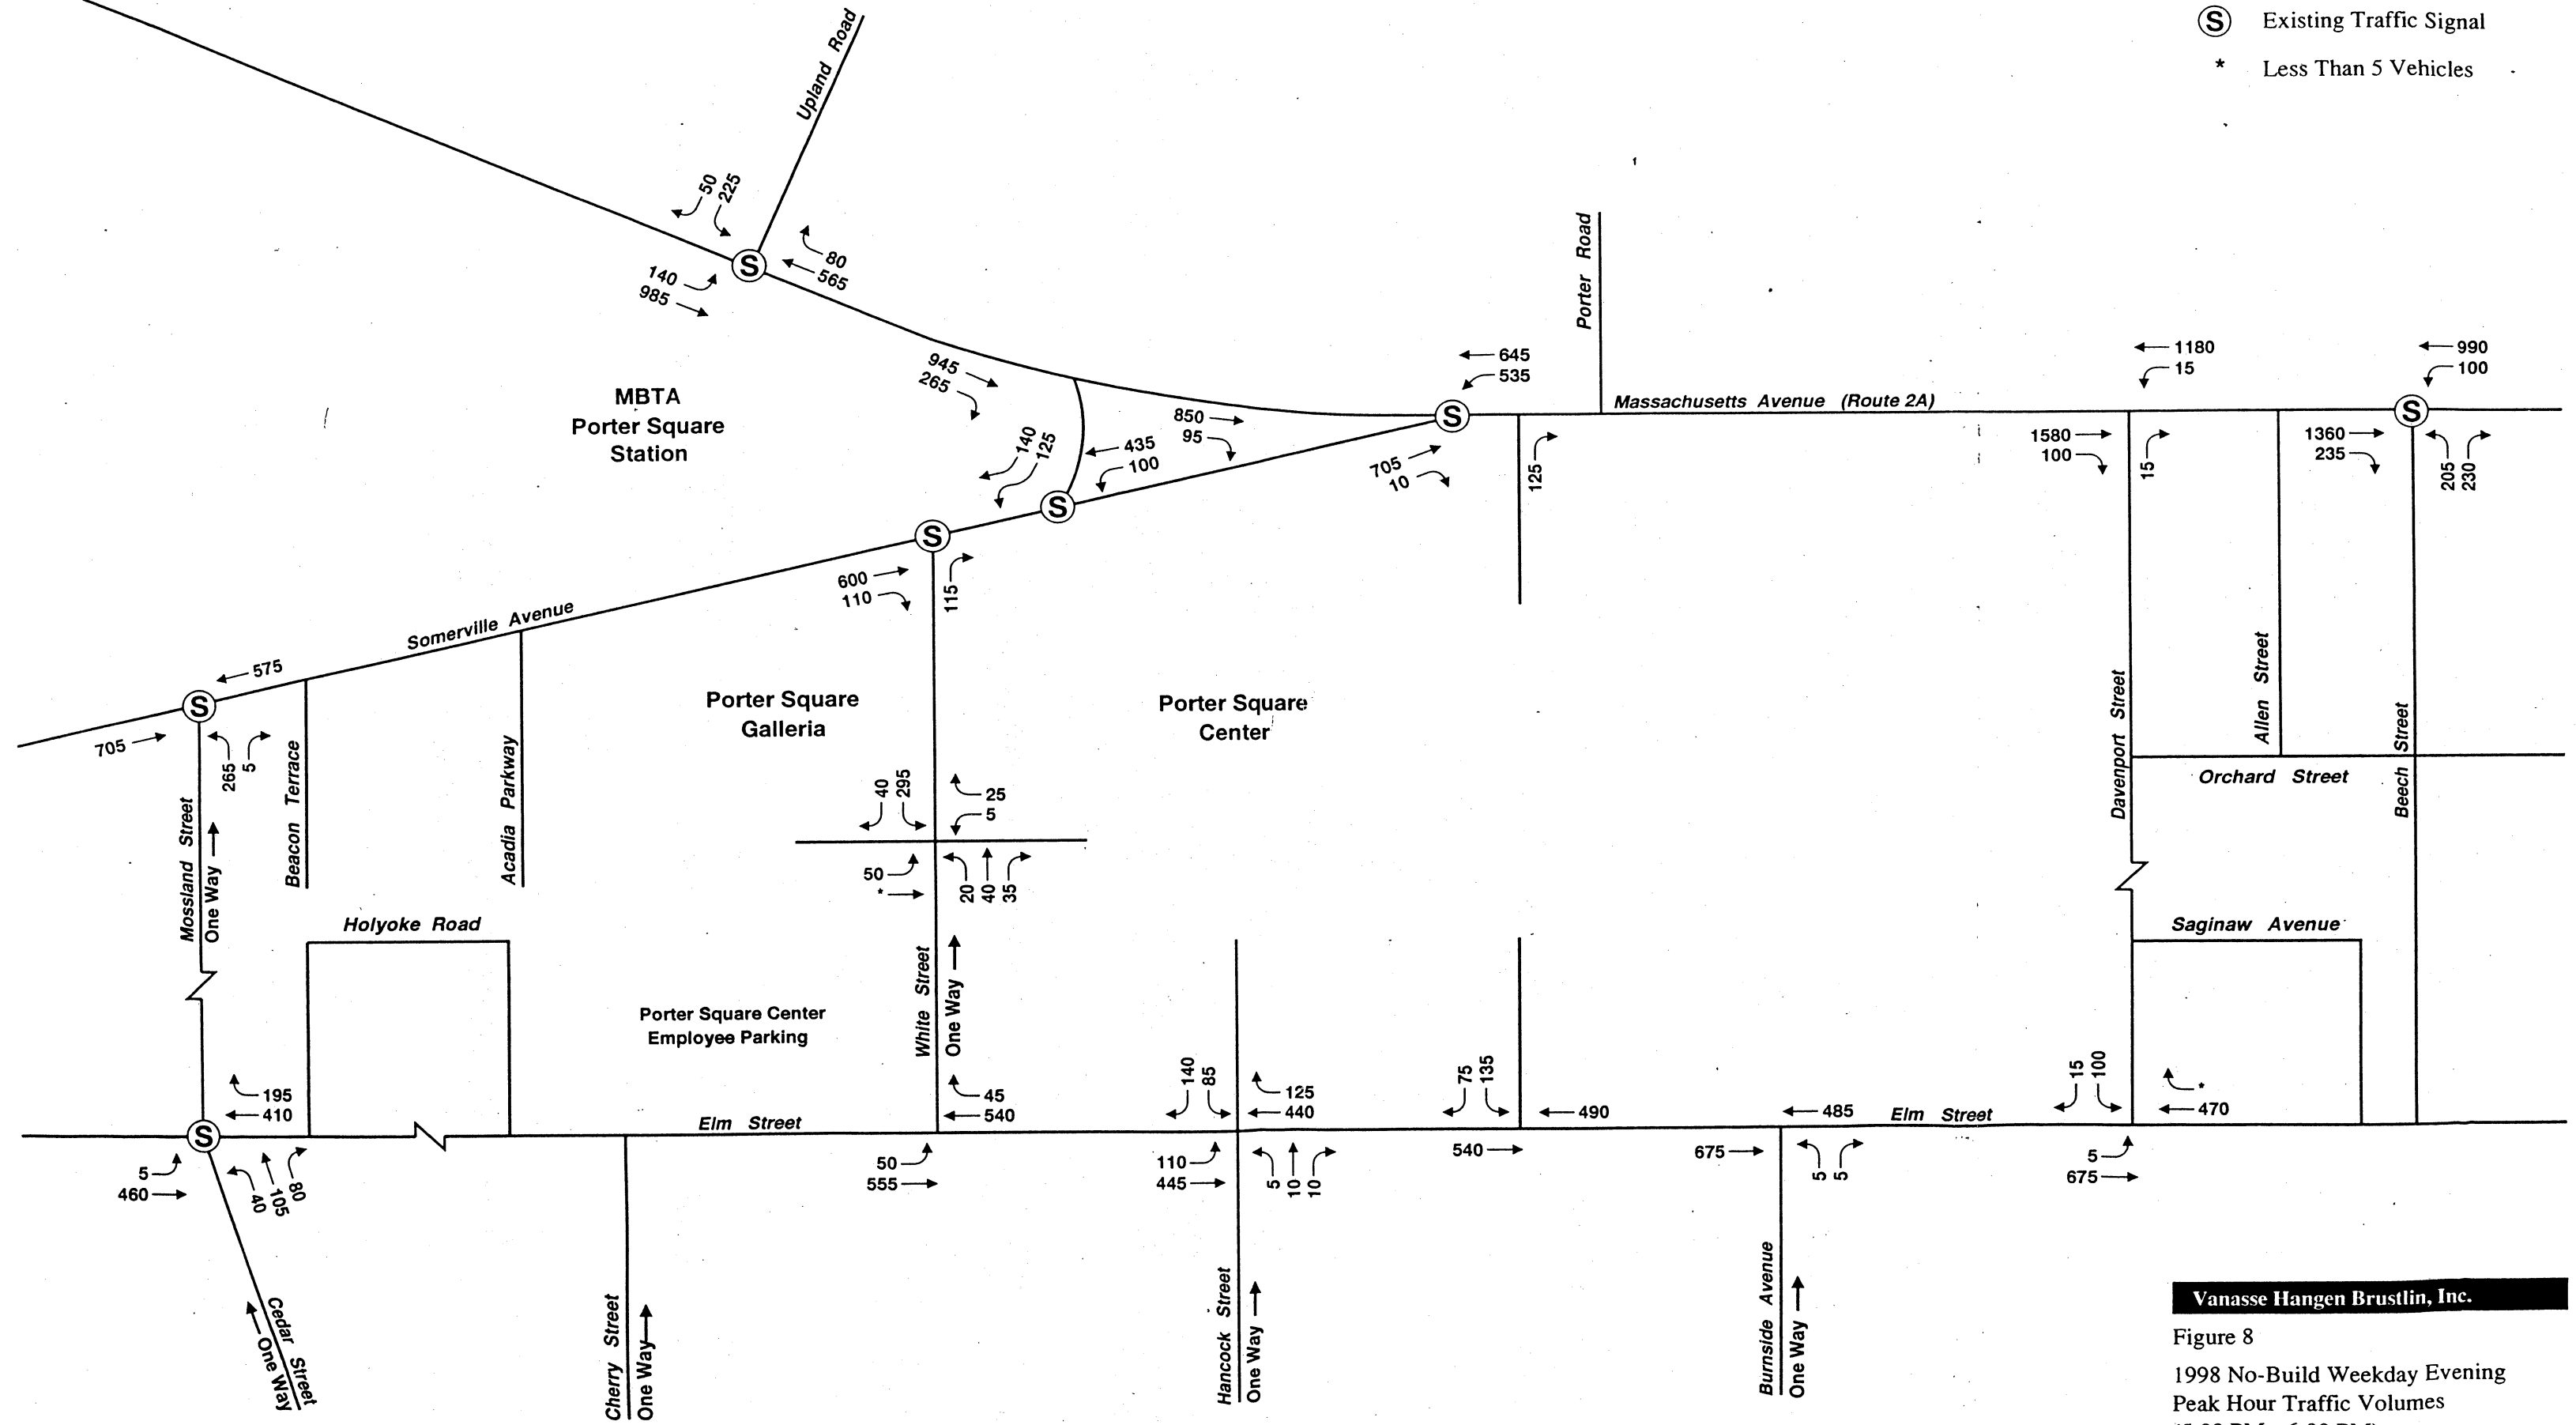 S Existing Traffic Signal
* Less Than 5 Vehicles
Upland Road
50
225
80
565
S
140
985
Porter Road
945
265
645
535
1180
15
990
100
MBTA
Porter Square
Station
850
95
S
Massachusetts Avenue (Route 2A)
S
140
125
435
100
705
10
125
1580
100
15
1360
235
205
230
S
S
600
110
115
Somerville Avenue
575
S
705
265
5
Porter Square
Galleria
Porter Square
Center
Mossland Street
One Way
Beacon Terrace
Acadia Parkway
40
295
25
5
50
*
20
40
35
Davenport Street
Allen Street
Beech Street
Orchard Street
Holyoke Road
Saginaw Avenue
White Street
One Way
Porter Square Center
Employee Parking
195
410
S
5
460
40
105
80
Elm Street
45
540
50
555
140
85
125
440
110
445
5
10
10
75
135
490
540
485
Elm Street
675
5
5
15
100
*
470
5
675
Cedar Street
One Way
Cherry Street
One Way
Hancock Street
One Way
Burnside Avenue
One Way
Vanasse Hangen Brustlin, Inc.
Figure 8
1998 No-Build Weekday Evening
Peak Hour Traffic Volumes